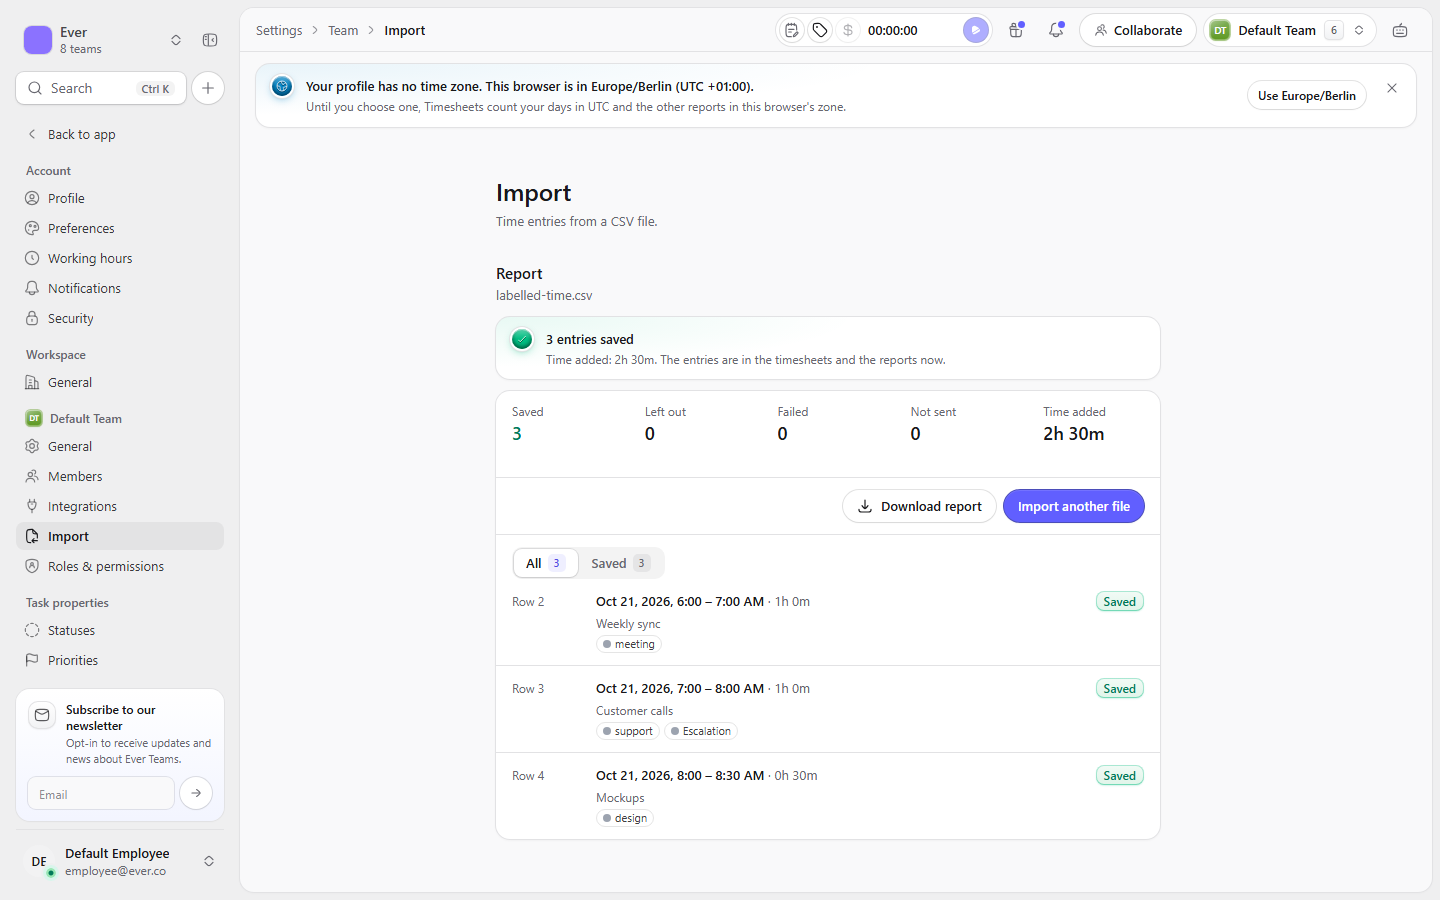 Ever
8 teams
Search
Ctrl K
Back to app
Account
Profile
Preferences
Working hours
Notifications
Security
Workspace
General
DT
Default Team
General
Members
Integrations
Import
Roles & permissions
Task properties
Statuses
Priorities
Subscribe to our
newsletter
Opt-in to receive updates and
news about Ever Teams.
Email
DE
Default Employee
employee@ever.co
Settings
Team
Import
00:00:00
Collaborate
DT
Default Team
6
Your profile has no time zone. This browser is in Europe/Berlin (UTC +01:00).
Until you choose one, Timesheets count your days in UTC and the other reports in this browser's zone.
Use Europe/Berlin
Import
Time entries from a CSV file.
Report
labelled-time.csv
3 entries saved
Time added: 2h 30m. The entries are in the timesheets and the reports now.
Saved
3
Left out
0
Failed
0
Not sent
0
Time added
2h 30m
Download report
Import another file
All 3
Saved 3
Row 2
Oct 21, 2026, 6:00 – 7:00 AM · 1h 0m
Saved
Weekly sync
meeting
Row 3
Oct 21, 2026, 7:00 – 8:00 AM · 1h 0m
Saved
Customer calls
support
Escalation
Row 4
Oct 21, 2026, 8:00 – 8:30 AM · 0h 30m
Saved
Mockups
design